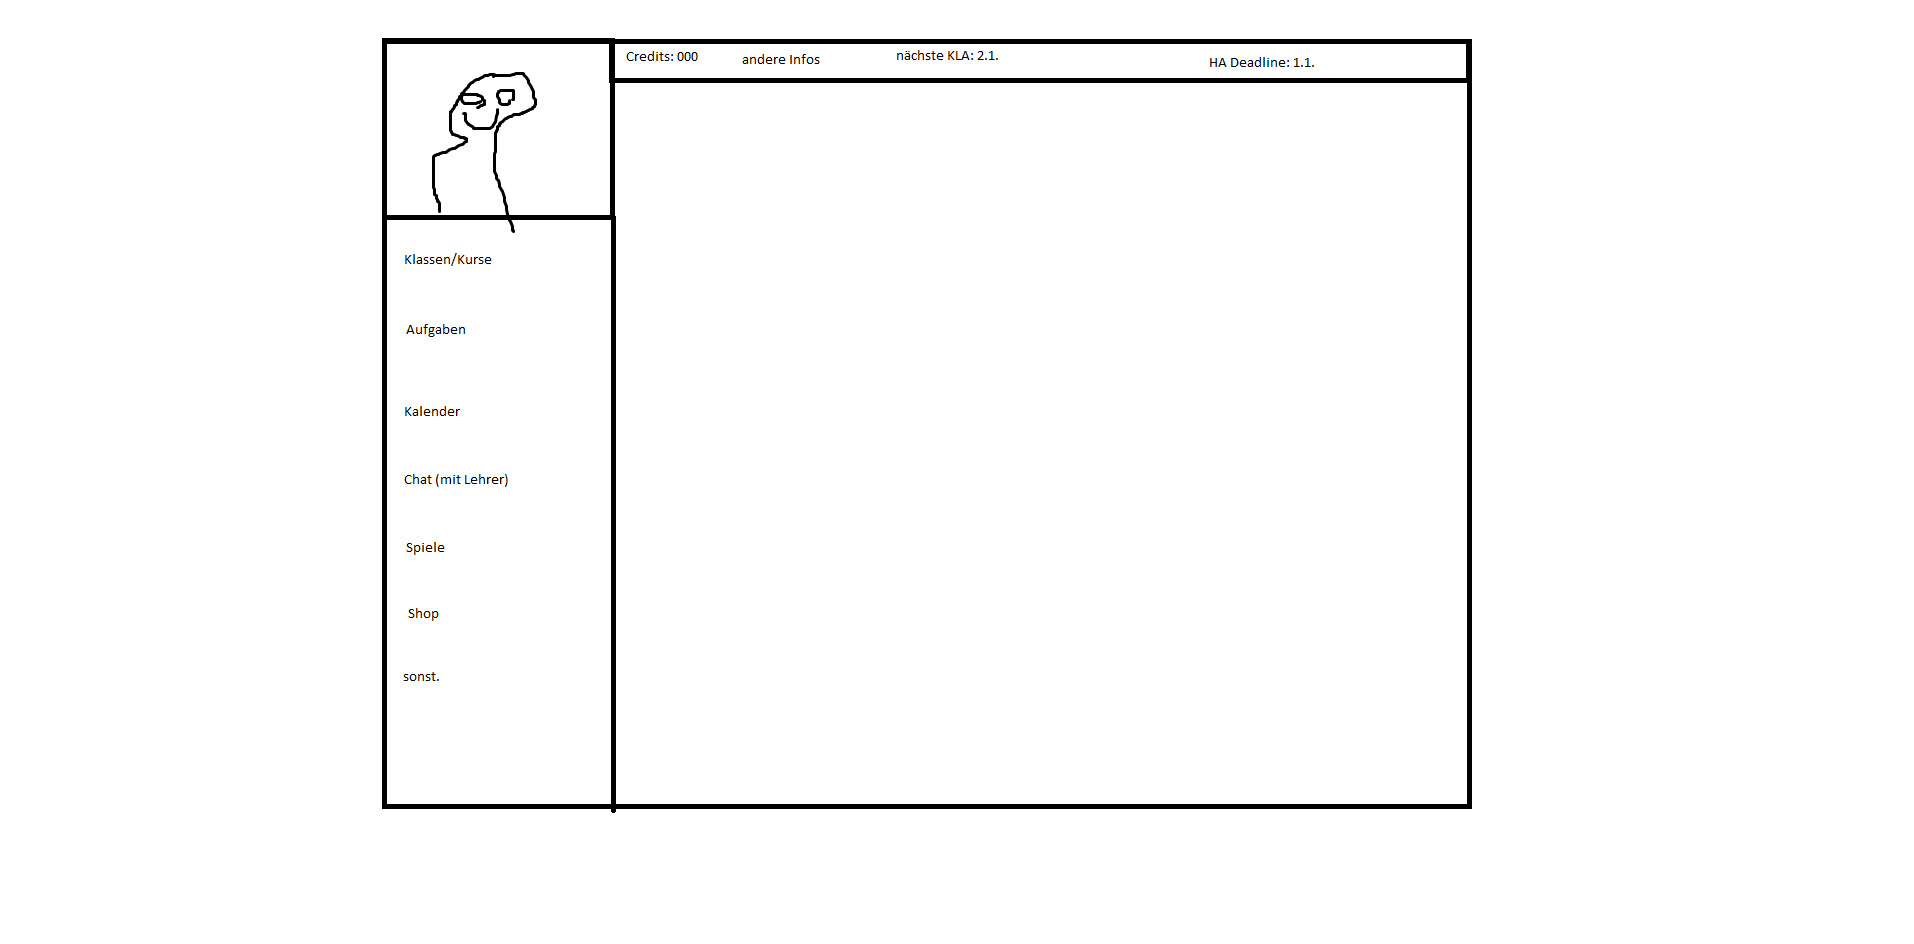 Credits: 000
andere Infos
nächste KLA: 2.1.
HA Deadline: 1.1.
Klassen/Kurse
Aufgaben
Kalender
Chat (mit Lehrer)
Spiele
Shop
sonst.